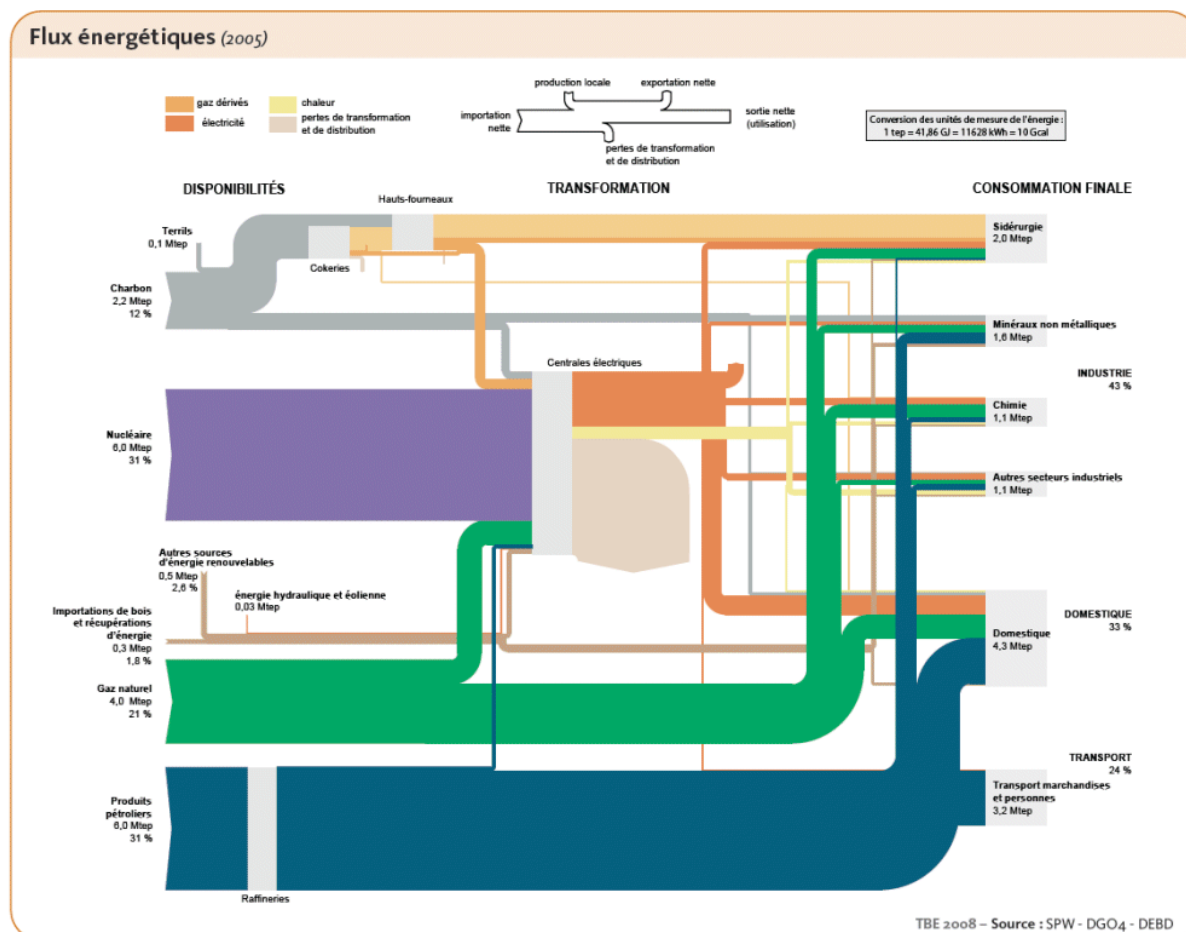 Flux énergétiques (2005)
production locale
exportation nette
gaz dérivés
chaleur
électricité
pertes de transformation
et de distribution
importation
nette
sortie nette
(utilisation)
pertes de transformation
et de distribution
Conversion des unités de mesure de l'énergie :
1 tep = 41,86 GJ = 11628 kWh = 10 Gcal
DISPONIBILITÉS
TRANSFORMATION
CONSOMMATION FINALE
Hauts-fourneaux
Terrils
0,1 Mtep
Sidérurgie
2,0 Mtep
Cokeries
Charbon
2,2 Mtep
12 %
Minéraux non métalliques
1,6 Mtep
Centrales électriques
INDUSTRIE
43 %
Chimie
1,1 Mtep
Nucléaire
6,0 Mtep
31 %
Autres secteurs industriels
1,1 Mtep
Autres sources
d'énergie renouvelables
0,5 Mtep
2,6 %
énergie hydraulique et éolienne
0,03 Mtep
Importations de bois
et récupérations
d'énergie
0,3 Mtep
1,8 %
DOMESTIQUE
33 %
Domestique
4,3 Mtep
Gaz naturel
4,0 Mtep
21 %
TRANSPORT
24 %
Transport marchandises
et personnes
3,2 Mtep
Produits
pétroliers
6,0 Mtep
31 %
Raffineries
TBE 2008 – Source : SPW - DGO4 - DEBD